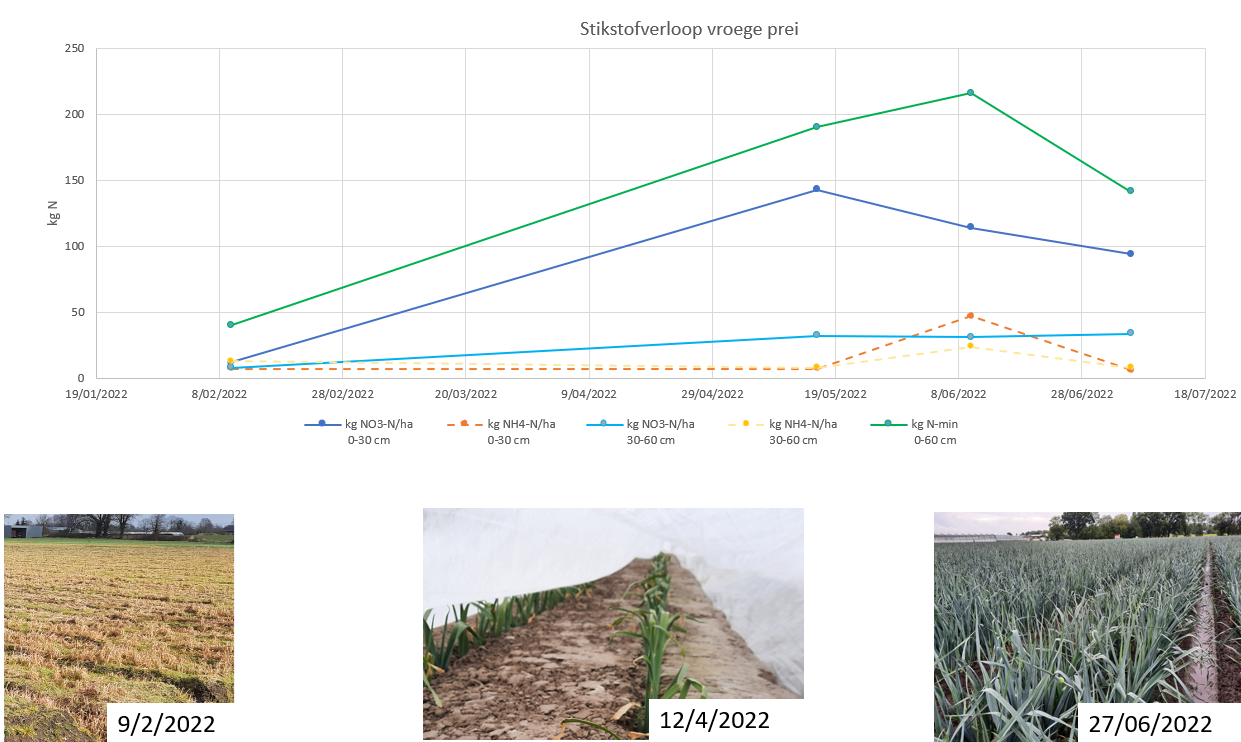 Stikstofverloop vroege prei
250
200
150
100
50
0
kg N
19/01/2022 8/02/2022 28/02/2022 20/03/2022 9/04/2022 29/04/2022 19/05/2022 8/06/2022 28/06/2022 18/07/2022
kg NO3-N/ha kg NH4-N/ha kg NO3-N/ha kg NH4-N/ha kg N-min
0-30 cm 0-30 cm 30-60 cm 30-60 cm 0-60 cm
9/2/2022 12/4/2022 27/06/2022